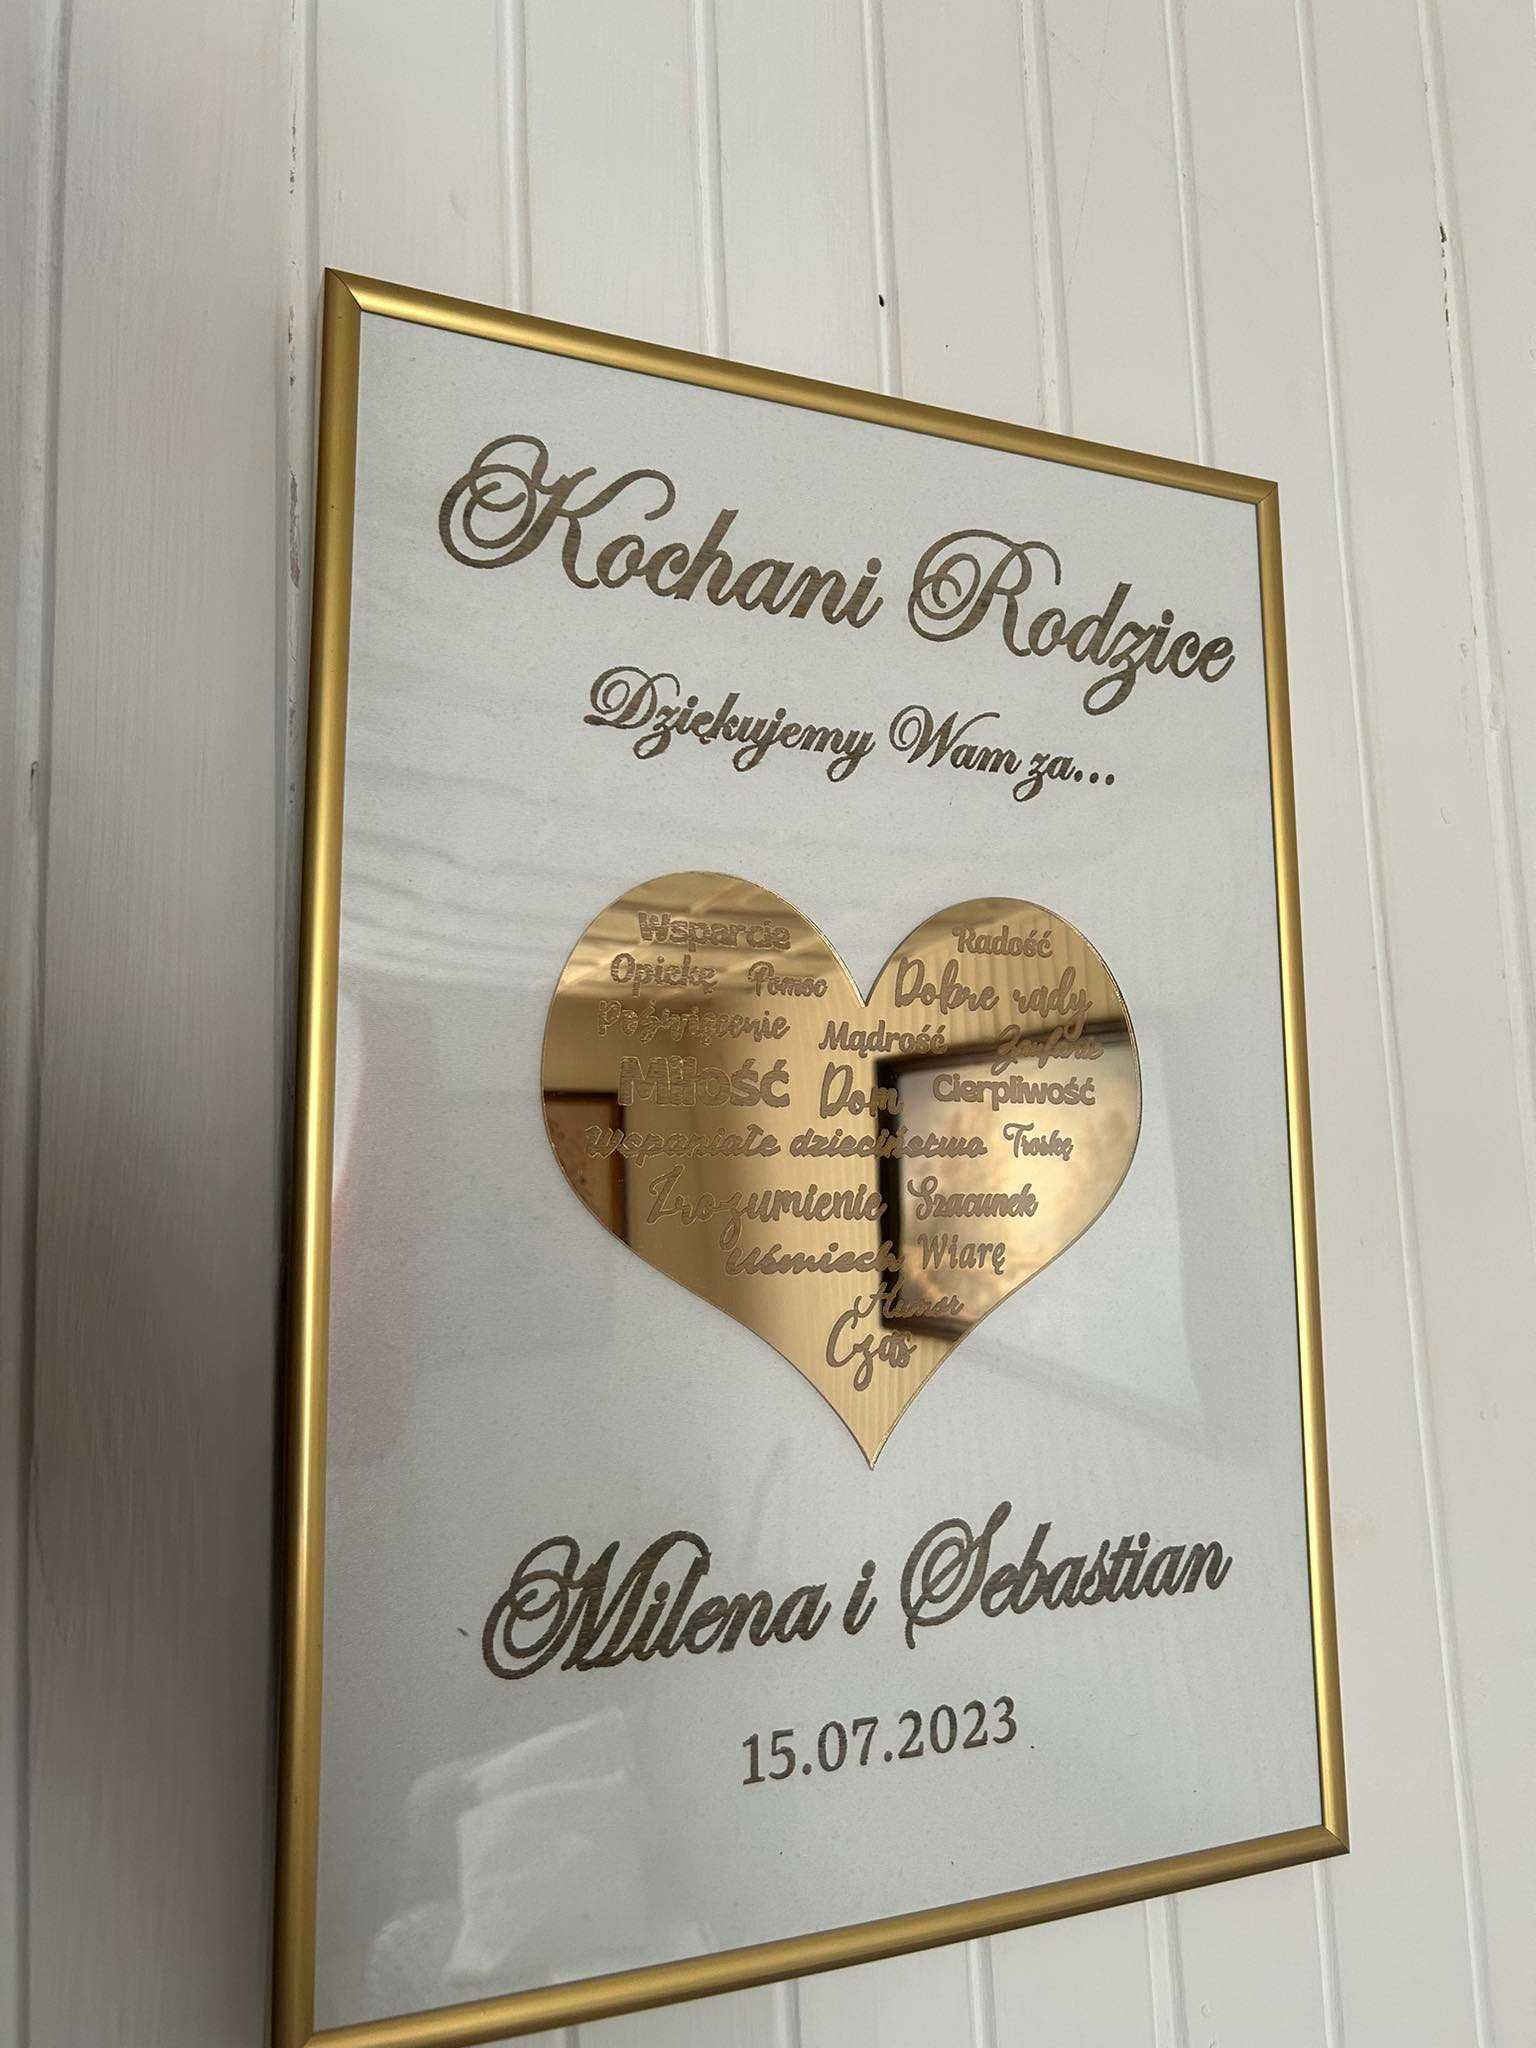 Kochani Rodzice
Dziękujemy Wam za...
Wsparcie
Radość
Opiekę Pomoc
Dobre rady
Poświęcenie
Mądrość
Zaufanie
Miłość Dom Cierpliwość
Wspaniałe dzieciństwo Troskę
Zrozumienie Szacunek
Uśmiech Wiarę
Humor
Czas
Milena i Sebastian
15.07.2023